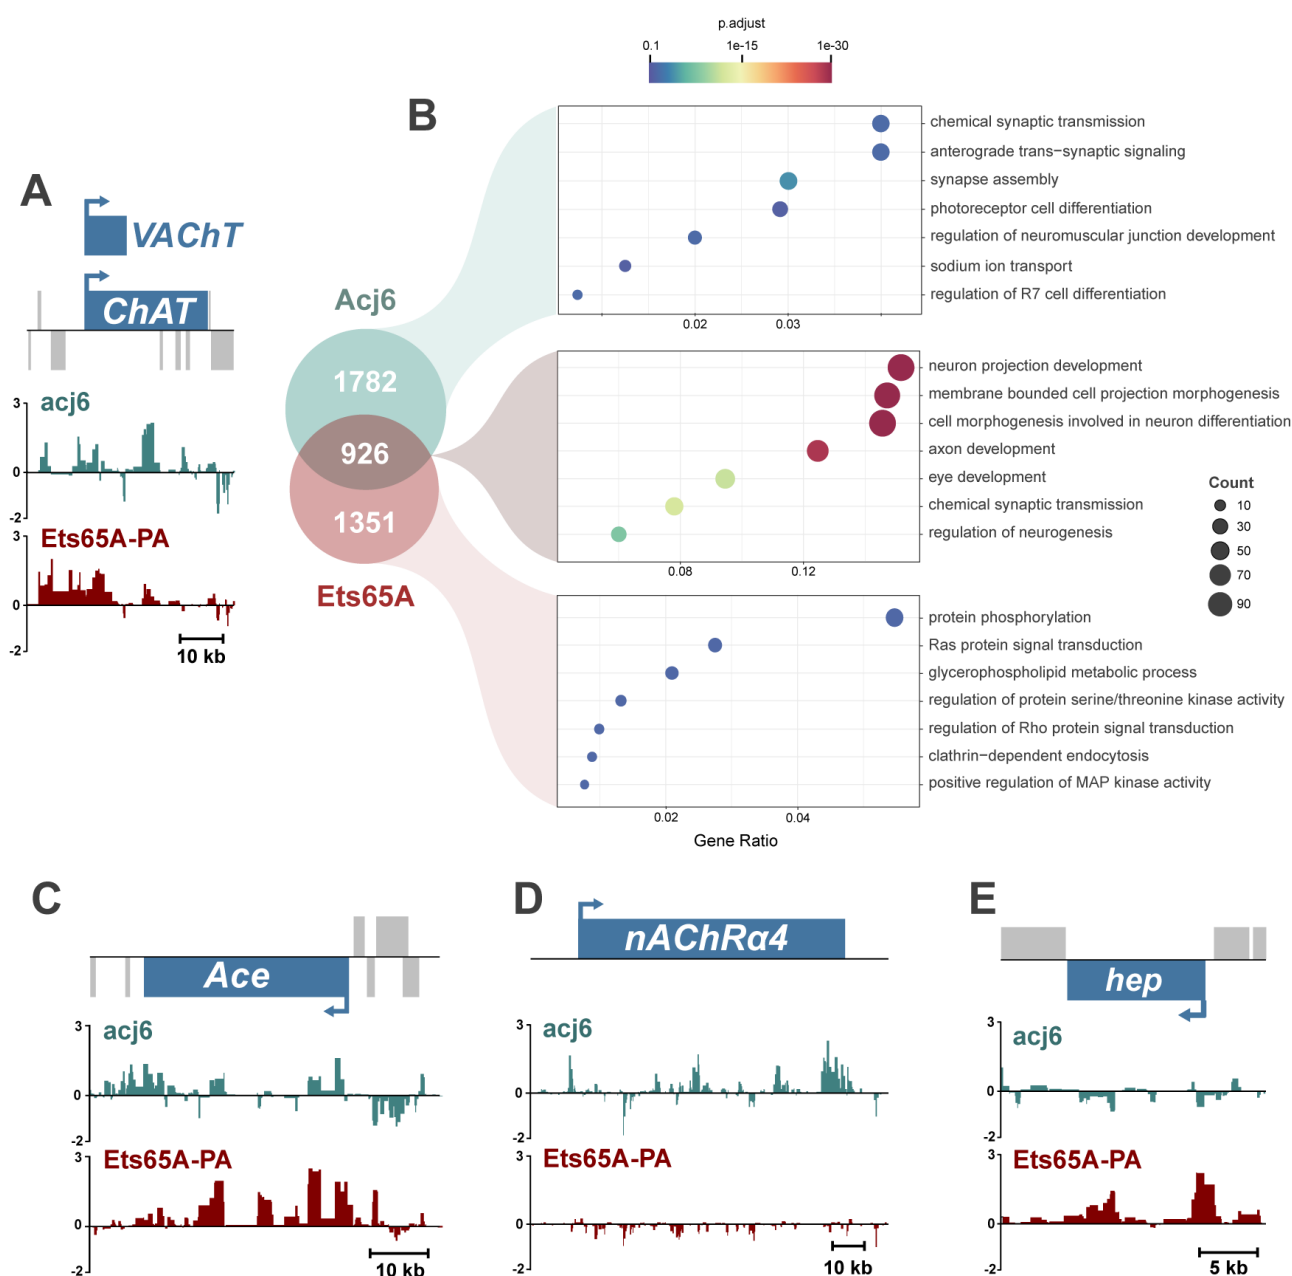 p.adjust
0.1
1e-15
1e-30
B
chemical synaptic transmission
anterograde trans−synaptic signaling
synapse assembly
photoreceptor cell differentiation
regulation of neuromuscular junction development
sodium ion transport
regulation of R7 cell differentiation
0.02
0.03
A
VAChT
ChAT
acj6
3
0
-2
Ets65A-PA
3
0
-2
10 kb
Acj6
1782
926
1351
Ets65A
neuron projection development
membrane bounded cell projection morphogenesis
cell morphogenesis involved in neuron differentiation
axon development
eye development
chemical synaptic transmission
regulation of neurogenesis
0.08
0.12
Count
10
30
50
70
90
protein phosphorylation
Ras protein signal transduction
glycerophospholipid metabolic process
regulation of protein serine/threonine kinase activity
regulation of Rho protein signal transduction
clathrin−dependent endocytosis
positive regulation of MAP kinase activity
0.02
0.04
Gene Ratio
C
Ace
acj6
3
0
-2
Ets65A-PA
3
0
-2
10 kb
D
nAChRα4
acj6
3
0
-2
Ets65A-PA
3
0
-2
10 kb
E
hep
acj6
3
0
-2
Ets65A-PA
3
0
-2
5 kb